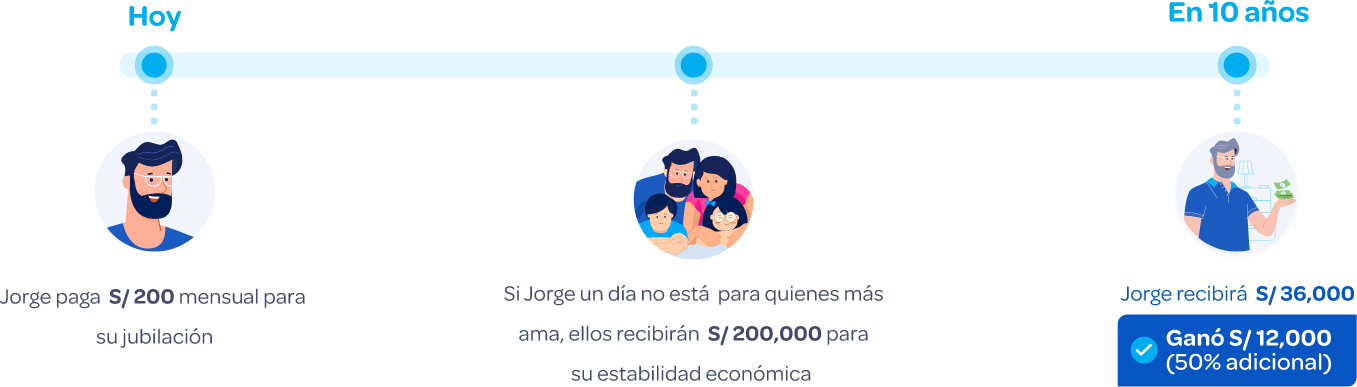 Hoy
En 10 años
Jorge paga S/ 200 mensual para
su jubilación
Si Jorge un día no está para quienes más
ama, ellos recibirán S/ 200,000 para
su estabilidad económica
Jorge recibirá S/ 36,000
Ganó S/ 12,000
(50% adicional)